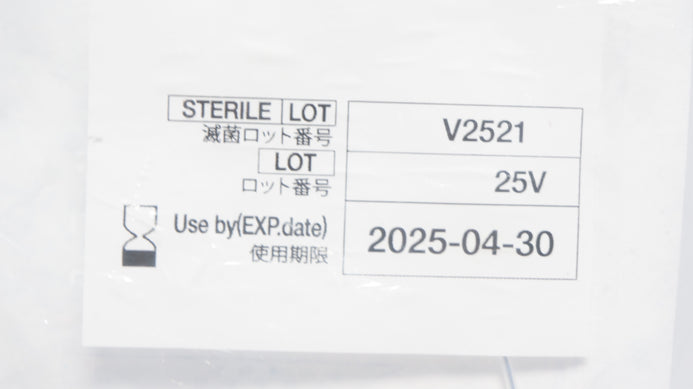 STERILE LOT V2521
滅菌ロット番号
LOT 25V
ロット番号
Use by(EXP.date) 2025-04-30
使用期限